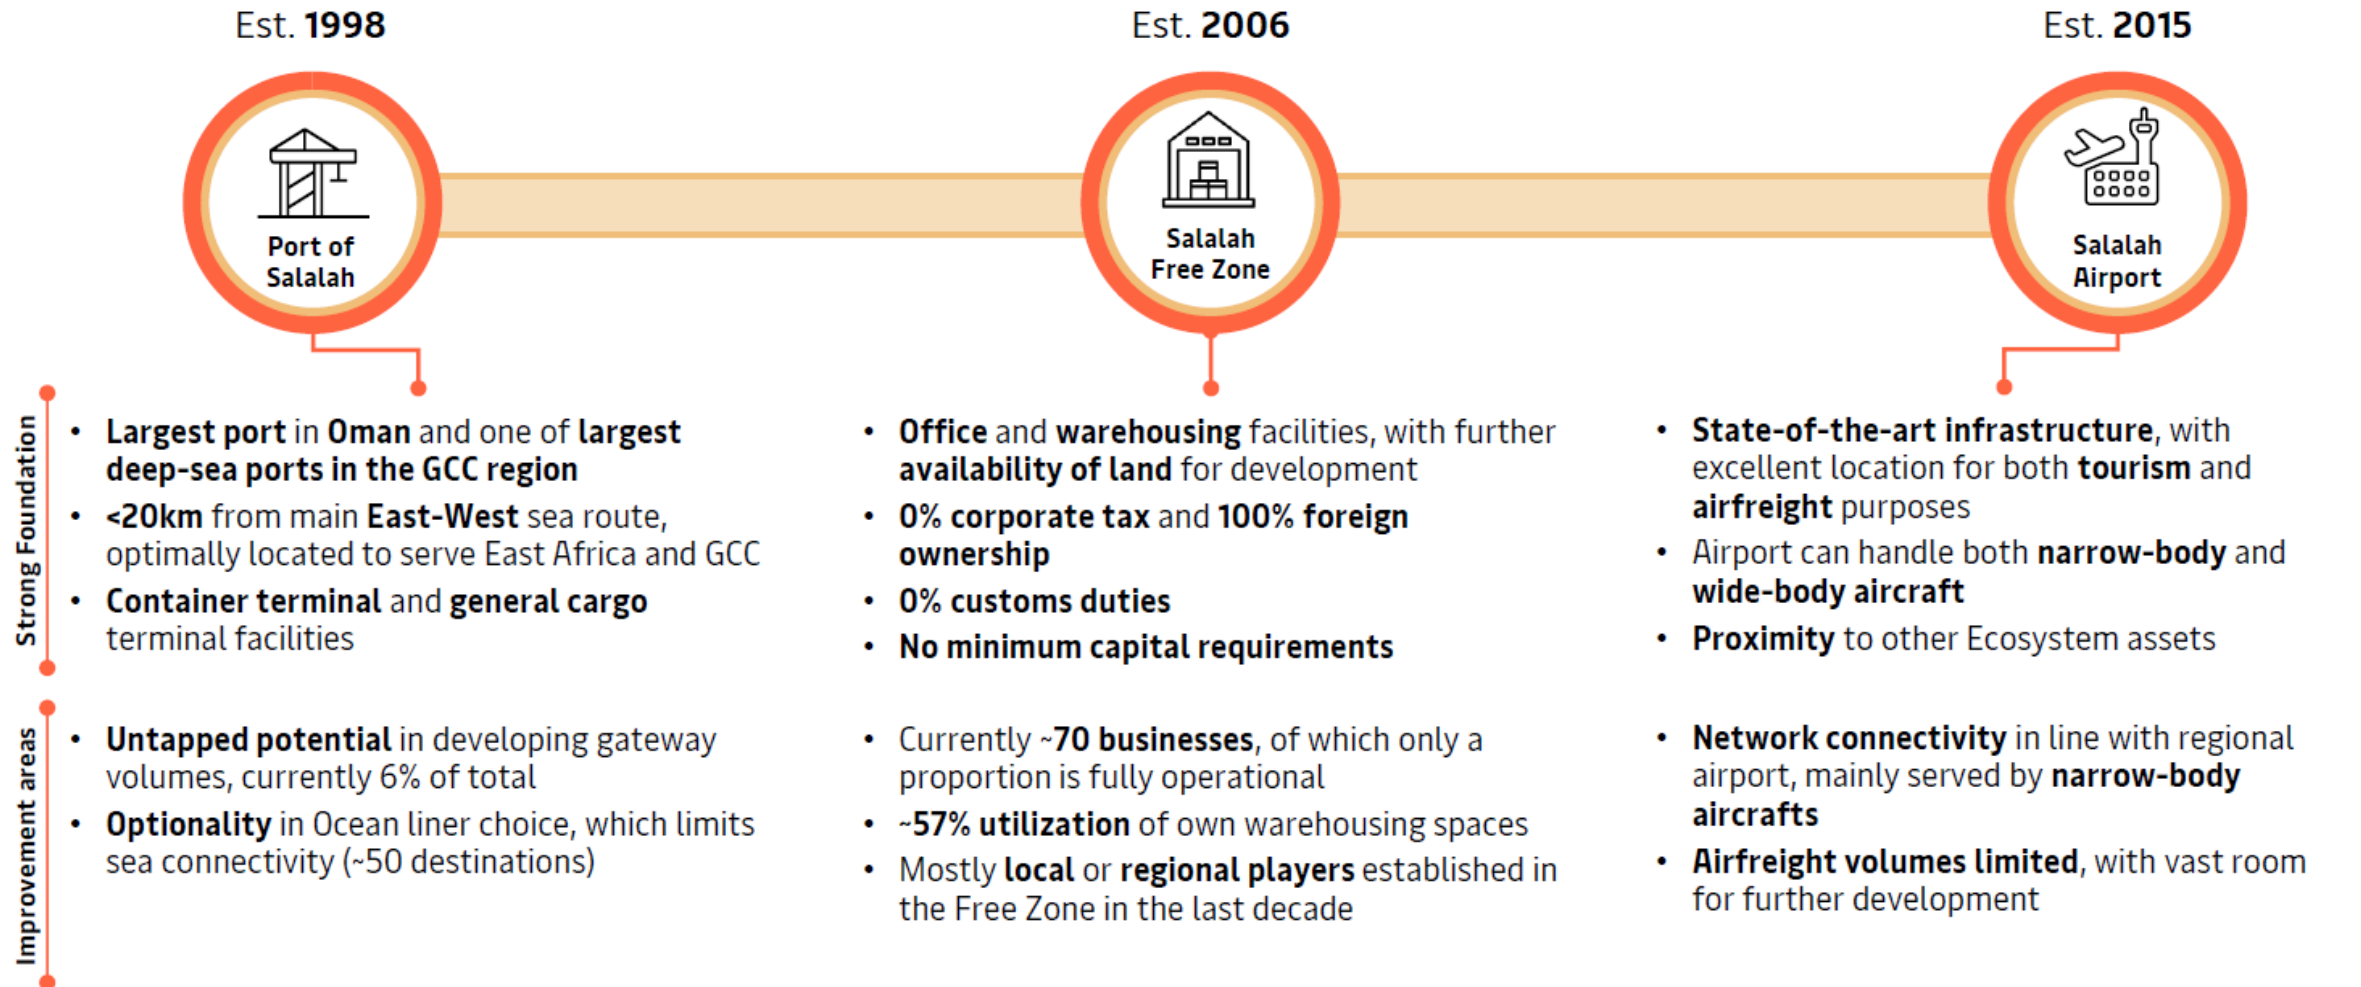 Est. 1998
Est. 2006
Est. 2015
Port of
Salalah
Salalah
Free Zone
Salalah
Airport
Strong Foundation
• Largest port in Oman and one of largest
deep-sea ports in the GCC region
• <20km from main East-West sea route,
optimally located to serve East Africa and GCC
• Container terminal and general cargo
terminal facilities
• Office and warehousing facilities, with further
availability of land for development
• 0% corporate tax and 100% foreign
ownership
• 0% customs duties
• No minimum capital requirements
• State-of-the-art infrastructure, with
excellent location for both tourism and
airfreight purposes
• Airport can handle both narrow-body and
wide-body aircraft
• Proximity to other Ecosystem assets
Improvement areas
• Untapped potential in developing gateway
volumes, currently 6% of total
• Optionality in Ocean liner choice, which limits
sea connectivity (~50 destinations)
• Currently ~70 businesses, of which only a
proportion is fully operational
• ~57% utilization of own warehousing spaces
• Mostly local or regional players established in
the Free Zone in the last decade
• Network connectivity in line with regional
airport, mainly served by narrow-body
aircrafts
• Airfreight volumes limited, with vast room
for further development